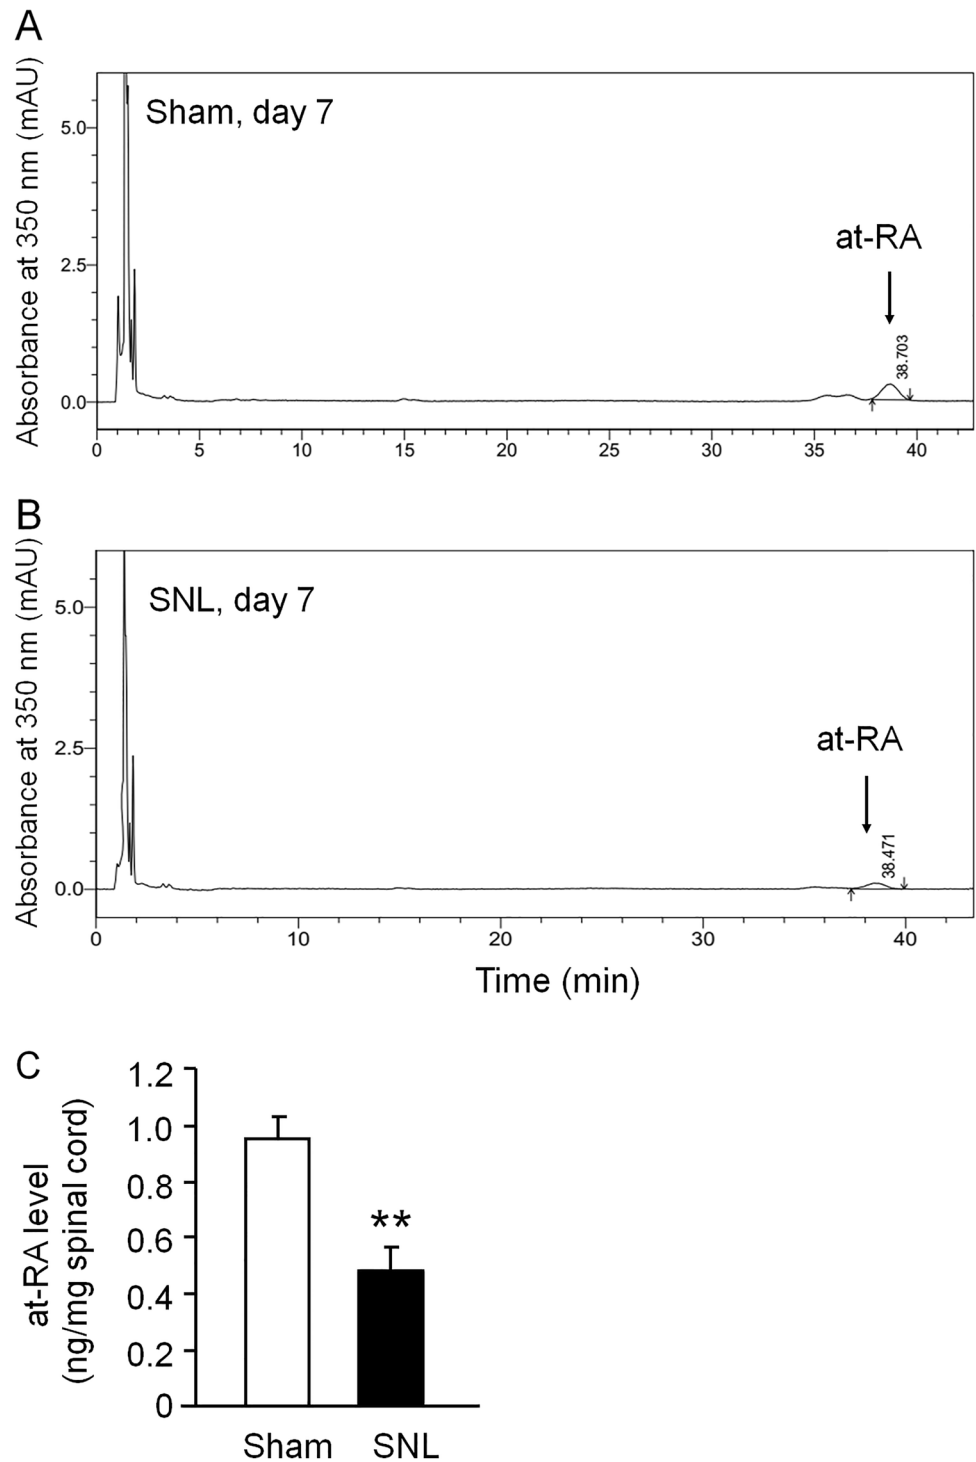 A
Absorbance at 350 nm (mAU)
Sham, day 7
5.0
2.5
0.0
at-RA
38.703
0 5 10 15 20 25 30 35 40
B
Absorbance at 350 nm (mAU)
SNL, day 7
5.0
2.5
0.0
at-RA
38.471
0 10 20 30 40
Time (min)
C
at-RA level
(ng/mg spinal cord)
1.2
1.0
0.8
0.6
0.4
0.2
0
**
Sham SNL